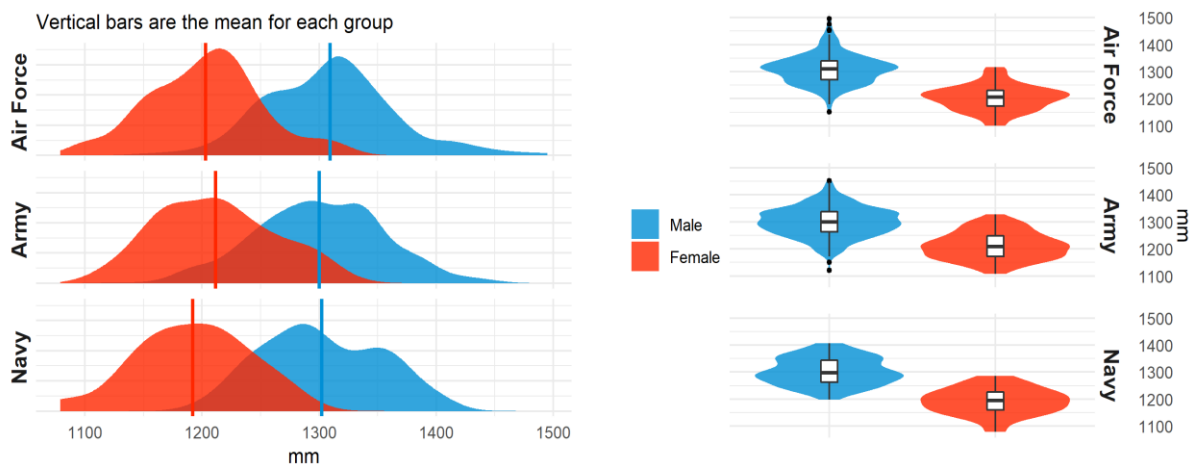 Vertical bars are the mean for each group
Air Force
Army
Navy
1100 1200 1300 1400 1500
mm
Male
Female
1500
1400
1300
1200
1100
Air Force
1500
1400
1300
1200
1100
Army
mm
1500
1400
1300
1200
1100
Navy